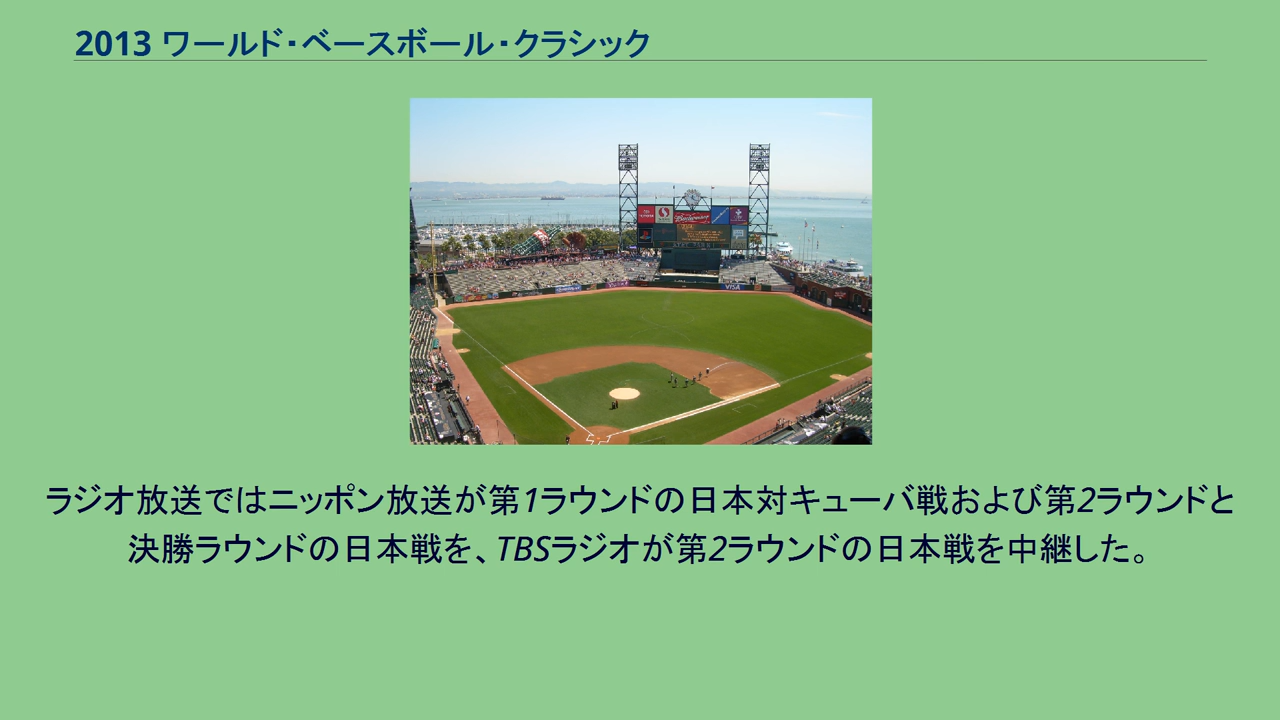 2013 ワールド・ベースボール・クラシック
Budweiser
AT&T PARK
VISA
ラジオ放送ではニッポン放送が第1ラウンドの日本対キューバ戦および第2ラウンドと
決勝ラウンドの日本戦を、TBSラジオが第2ラウンドの日本戦を中継した。